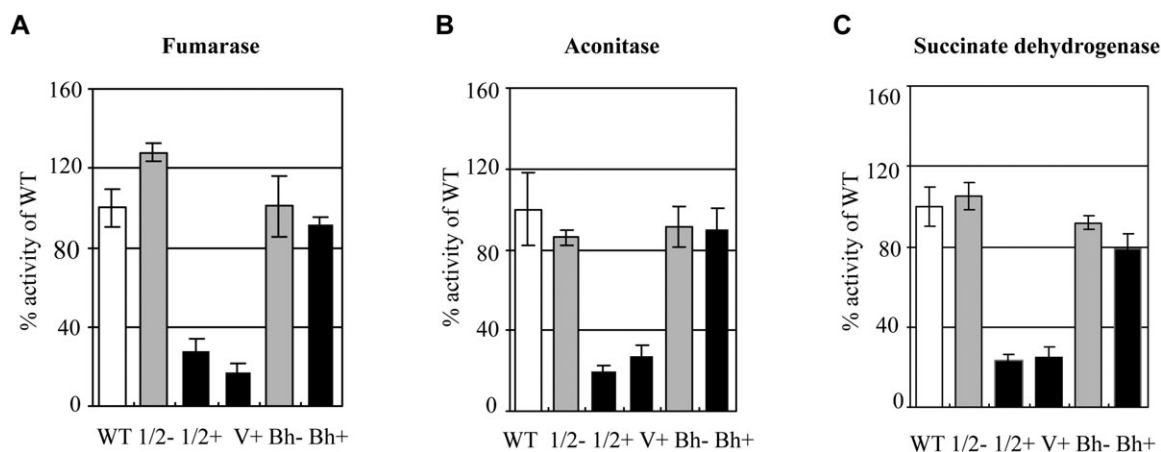 A
Fumarase
% activity of WT
160
120
80
40
0
WT 1/2- 1/2+ V+ Bh- Bh+
B
Aconitase
% activity of WT
160
120
80
40
0
WT 1/2- 1/2+ V+ Bh- Bh+
C
Succinate dehydrogenase
% activity of WT
160
120
80
40
0
WT 1/2- 1/2+ V+ Bh- Bh+